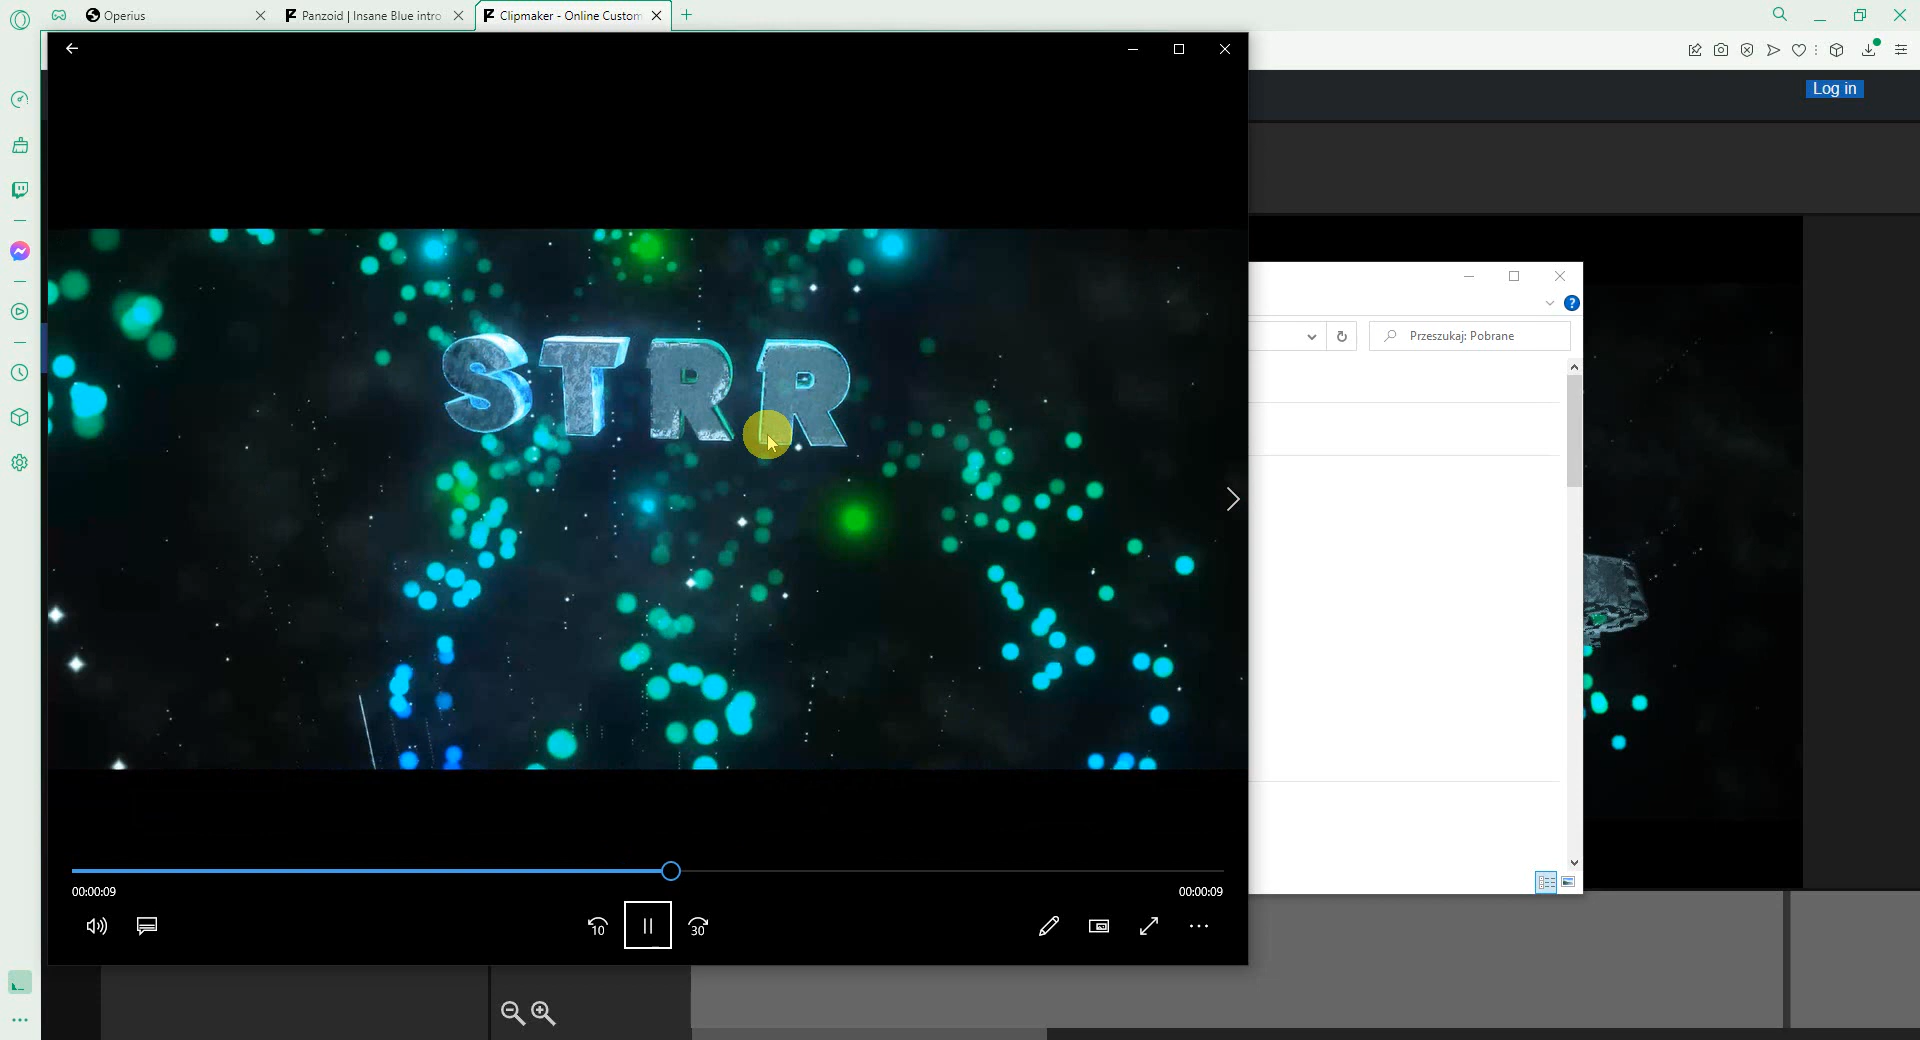 Operius
Panzoid | Insane Blue intro
Clipmaker - Online Custom
Log in
STRR
?
Przeszukaj: Pobrane
00:00:09
00:00:09
10
30